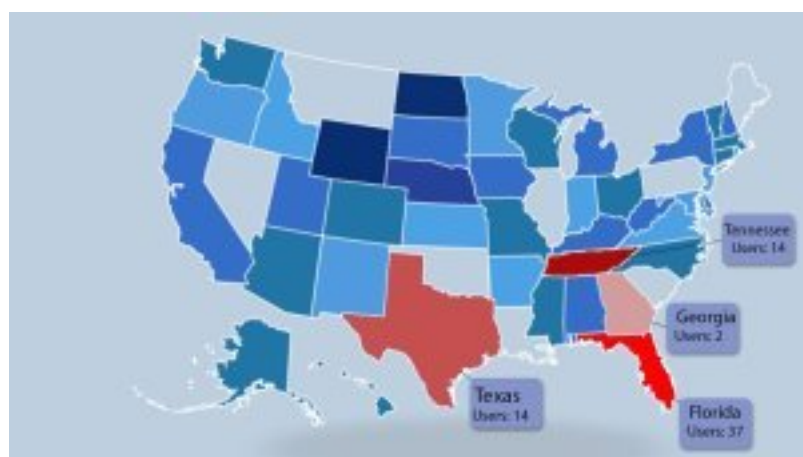 Tennessee
Users: 14
Georgia
Users: 2
Texas
Users: 14
Florida
Users: 37